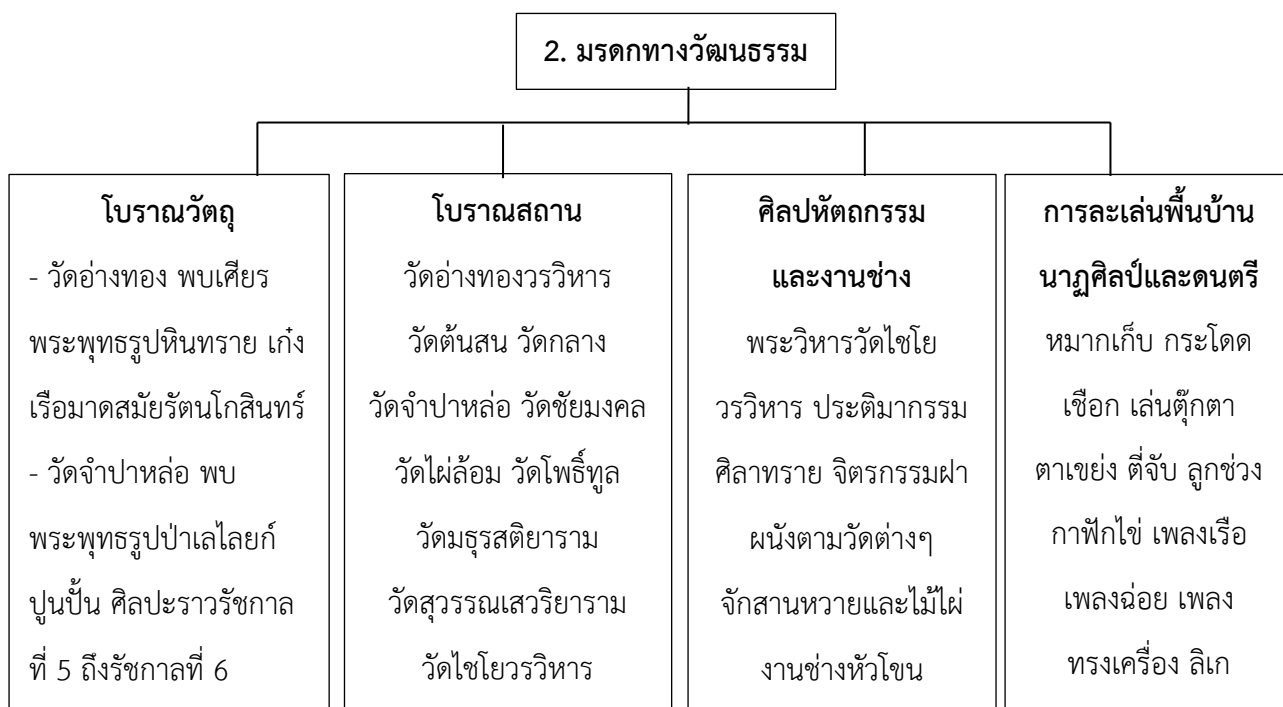 2. มรดกทางวัฒนธรรม
โบราณวัตถุ
- วัดอ่างทอง พบเศียร
พระพุทธรูปหินทราย เก๋ง
เรือมาดสมัยรัตนโกสินทร์
- วัดจำปาหล่อ พบ
พระพุทธรูปป่าเลไลยก์
ปูนปั้น ศิลปะราวรัชกาล
ที่ 5 ถึงรัชกาลที่ 6
โบราณสถาน
วัดอ่างทองวรวิหาร
วัดต้นสน วัดกลาง
วัดจำปาหล่อ วัดชัยมงคล
วัดไผ่ล้อม วัดโพธิ์ทูล
วัดมธุรสติยาราม
วัดสุวรรณเสวริยาราม
วัดไชโยวรวิหาร
ศิลปหัตถกรรม
และงานช่าง
พระวิหารวัดไชโย
วรวิหาร ประติมากรรม
ศิลาทราย จิตรกรรมฝา
ผนังตามวัดต่างๆ
จักสานหวายและไม้ไผ่
งานช่างหัวโขน
การละเล่นพื้นบ้าน
นาฏศิลป์และดนตรี
หมากเก็บ กระโดด
เชือก เล่นตุ๊กตา
ตาเขย่ง ตี่จับ ลูกช่วง
กาฟักไข่ เพลงเรือ
เพลงฉ่อย เพลง
ทรงเครื่อง ลิเก